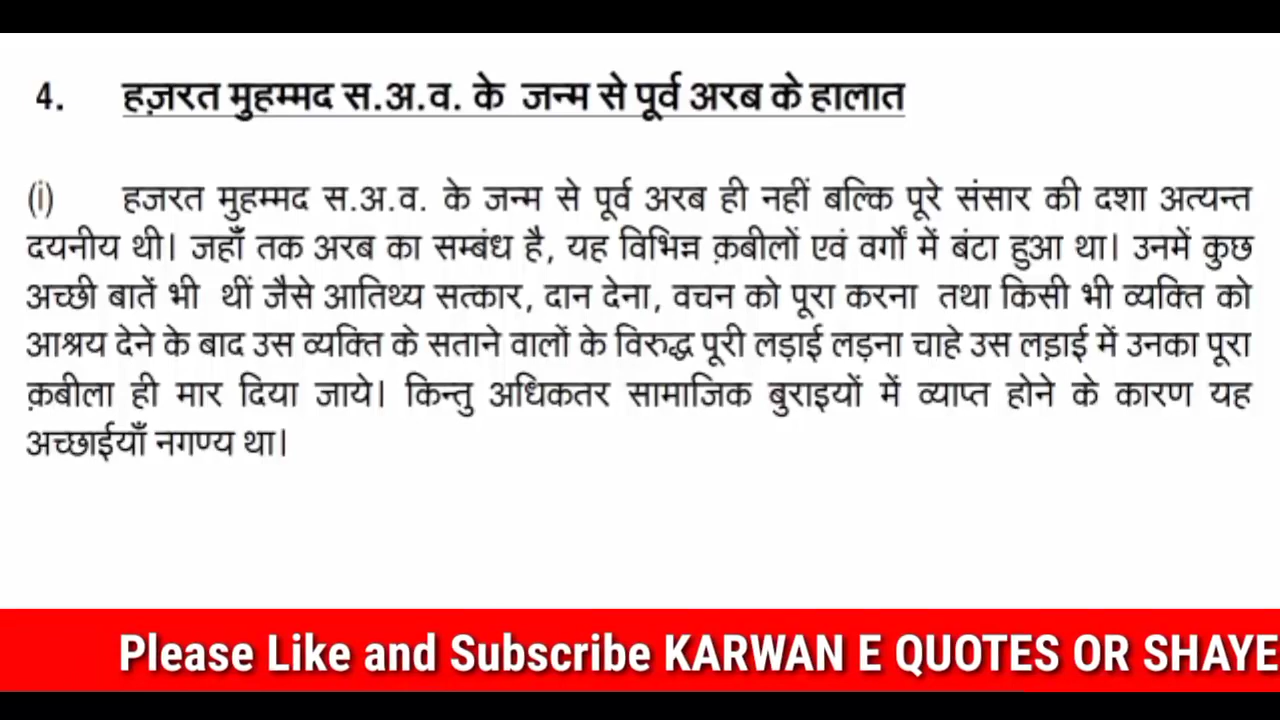 4. हज़रत मुहम्मद स.अ.व. के जन्म से पूर्व अरब के हालात
(i) हजरत मुहम्मद स.अ.व. के जन्म से पूर्व अरब ही नहीं बल्कि पूरे संसार की दशा अत्यन्त
दयनीय थी। जहाँ तक अरब का सम्बंध है, यह विभिन्न क़बीलों एवं वर्गों में बंटा हुआ था। उनमें कुछ
अच्छी बातें भी थीं जैसे आतिथ्य सत्कार, दान देना, वचन को पूरा करना तथा किसी भी व्यक्ति को
आश्रय देने के बाद उस व्यक्ति के सताने वालों के विरुद्ध पूरी लड़ाई लड़ना चाहे उस लड़ाई में उनका पूरा
क़बीला ही मार दिया जाये। किन्तु अधिकतर सामाजिक बुराइयों में व्याप्त होने के कारण यह
अच्छाईयाँ नगण्य था।
Please Like and Subscribe KARWAN E QUOTES OR SHAYE